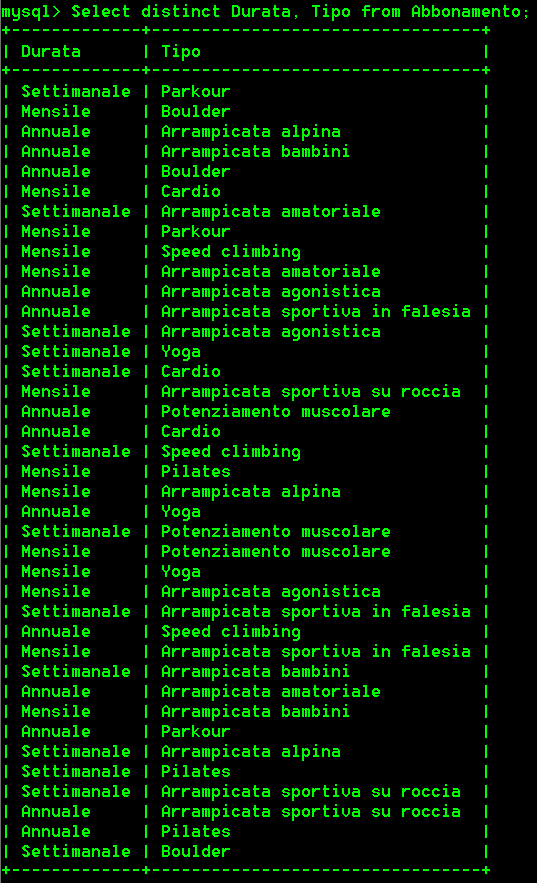 mysql> Select distinct Durata, Tipo from Abbonamento;
+-------------+---------------------------------+
| Durata      | Tipo                            |
+-------------+---------------------------------+
| Settimanale | Parkour                         |
| Mensile     | Boulder                         |
| Annuale     | Arrampicata alpina              |
| Annuale     | Arrampicata bambini             |
| Annuale     | Boulder                         |
| Mensile     | Cardio                          |
| Settimanale | Arrampicata amatoriale          |
| Mensile     | Parkour                         |
| Mensile     | Speed climbing                  |
| Mensile     | Arrampicata amatoriale          |
| Annuale     | Arrampicata agonistica          |
| Annuale     | Arrampicata sportiva in falesia |
| Settimanale | Arrampicata agonistica          |
| Settimanale | Yoga                            |
| Settimanale | Cardio                          |
| Mensile     | Arrampicata sportiva su roccia  |
| Annuale     | Potenziamento muscolare         |
| Annuale     | Cardio                          |
| Settimanale | Speed climbing                  |
| Mensile     | Pilates                         |
| Mensile     | Arrampicata alpina              |
| Annuale     | Yoga                            |
| Settimanale | Potenziamento muscolare         |
| Mensile     | Potenziamento muscolare         |
| Mensile     | Yoga                            |
| Mensile     | Arrampicata agonistica          |
| Settimanale | Arrampicata sportiva in falesia |
| Annuale     | Speed climbing                  |
| Mensile     | Arrampicata sportiva in falesia |
| Settimanale | Arrampicata bambini             |
| Annuale     | Arrampicata amatoriale          |
| Mensile     | Arrampicata bambini             |
| Annuale     | Parkour                         |
| Settimanale | Arrampicata alpina              |
| Settimanale | Pilates                         |
| Settimanale | Arrampicata sportiva su roccia  |
| Annuale     | Arrampicata sportiva su roccia  |
| Annuale     | Pilates                         |
| Settimanale | Boulder                         |
+-------------+---------------------------------+